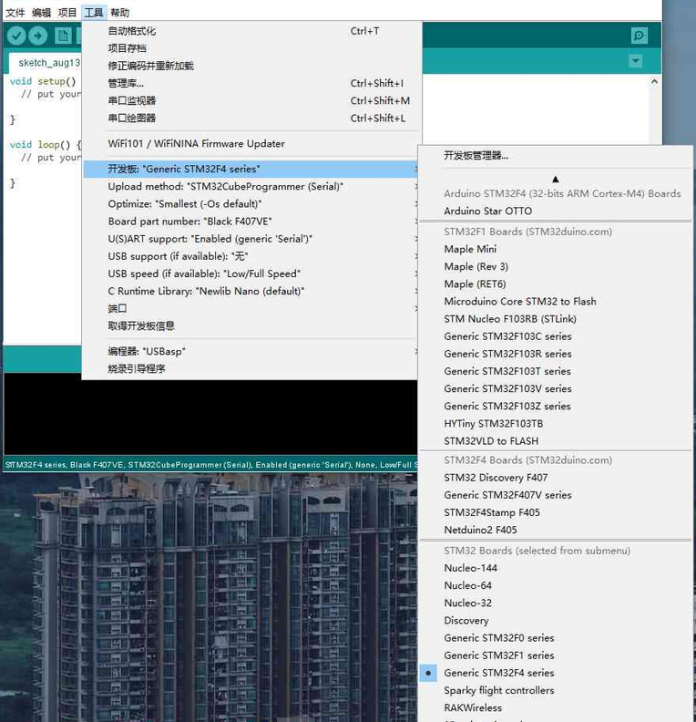 文件 编辑 项目 工具 帮助
sketch_aug13
void setup()
// put your
}
void loop() {
// put your
}
自动格式化 Ctrl+T
项目存档
修正编码并重新加载
管理库... Ctrl+Shift+I
串口监视器 Ctrl+Shift+M
串口绘图器 Ctrl+Shift+L
WiFi101 / WiFiNINA Firmware Updater
开发板: "Generic STM32F4 series"
Upload method: "STM32CubeProgrammer (Serial)"
Optimize: "Smallest (-Os default)"
Board part number: "Black F407VE"
U(S)ART support: "Enabled (generic 'Serial')"
USB support (if available): "无"
USB speed (if available): "Low/Full Speed"
C Runtime Library: "Newlib Nano (default)"
端口
取得开发板信息
编程器: "USBasp"
烧录引导程序
STM32F4 series, Black F407VE, STM32CubeProgrammer (Serial), Enabled (generic 'Serial'), None, Low/Full S
开发板管理器...
Arduino STM32F4 (32-bits ARM Cortex-M4) Boards
Arduino Star OTTO
STM32F1 Boards (STM32duino.com)
Maple Mini
Maple (Rev 3)
Maple (RET6)
Microduino Core STM32 to Flash
STM Nucleo F103RB (STLink)
Generic STM32F103C series
Generic STM32F103R series
Generic STM32F103T series
Generic STM32F103V series
Generic STM32F103Z series
HYTiny STM32F103TB
STM32VLD to FLASH
STM32F4 Boards (STM32duino.com)
STM32 Discovery F407
Generic STM32F407V series
STM32F4Stamp F405
Netduino2 F405
STM32 Boards (selected from submenu)
Nucleo-144
Nucleo-64
Nucleo-32
Discovery
Generic STM32F0 series
Generic STM32F1 series
Generic STM32F4 series
Sparky flight controllers
RAKWireless